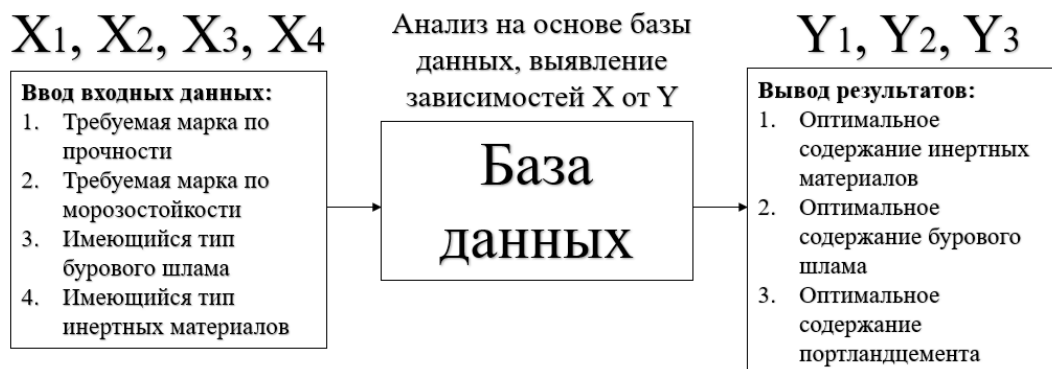 X1, X2, X3, X4
Ввод входных данных:
1. Требуемая марка по
прочности
2. Требуемая марка по
морозостойкости
3. Имеющийся тип
бурового шлама
4. Имеющийся тип
инертных материалов
Анализ на основе базы
данных, выявление
зависимостей X от Y
База
данных
Y1, Y2, Y3
Вывод результатов:
1. Оптимальное
содержание инертных
материалов
2. Оптимальное
содержание бурового
шлама
3. Оптимальное
содержание
портландцемента